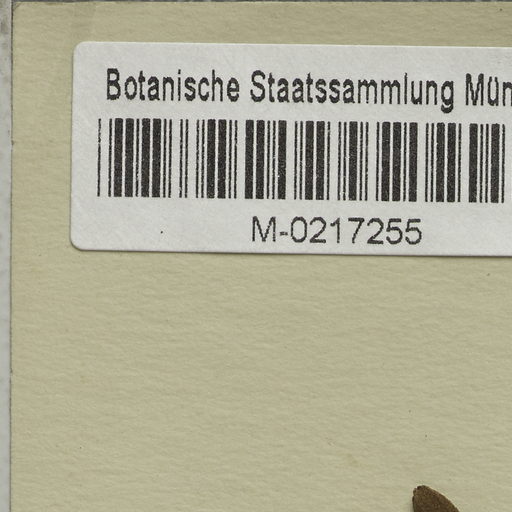 Botanische Staatssammlung Mün
M-0217255